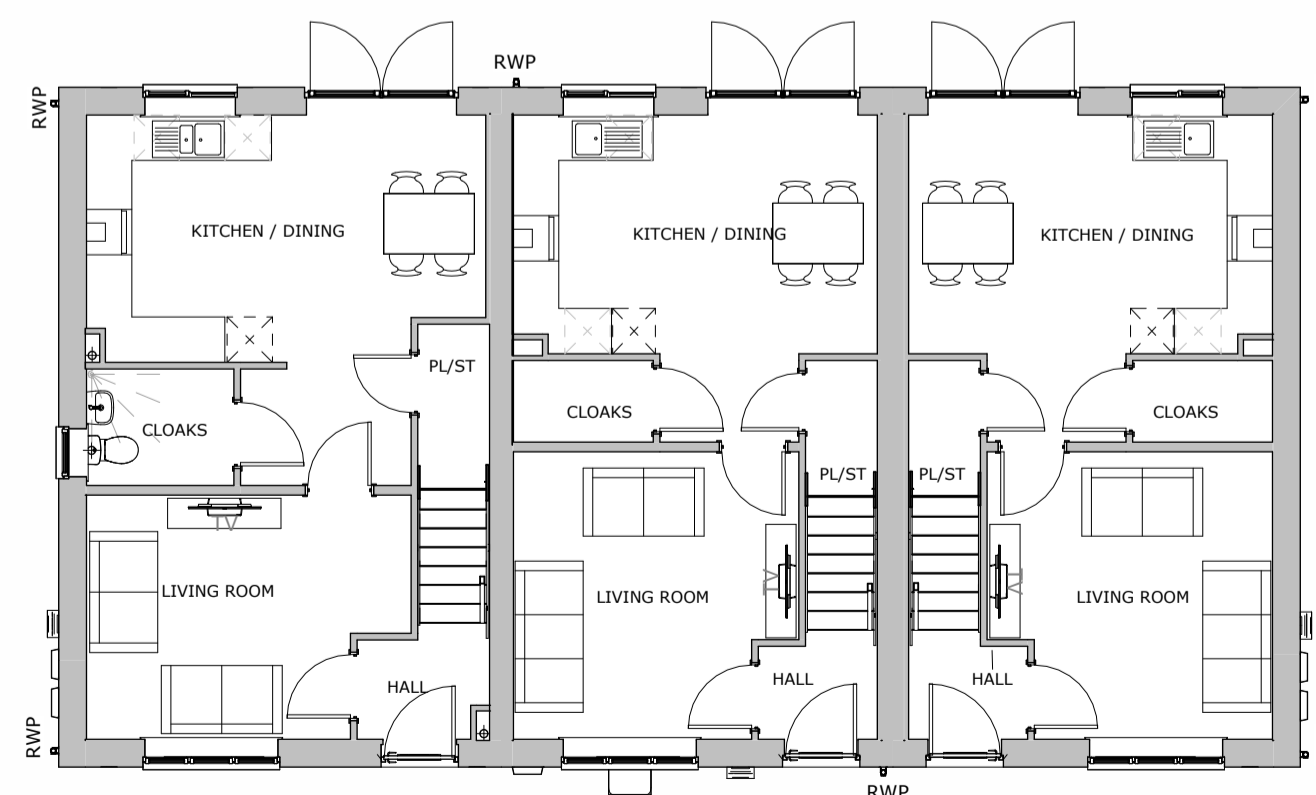 RWP
RWP
KITCHEN / DINING
KITCHEN / DINING
KITCHEN / DINING
PL/ST
CLOAKS
CLOAKS
CLOAKS
PL/ST
PL/ST
TV
TV
TV
LIVING ROOM
LIVING ROOM
LIVING ROOM
HALL
HALL
HALL
RWP
RWP